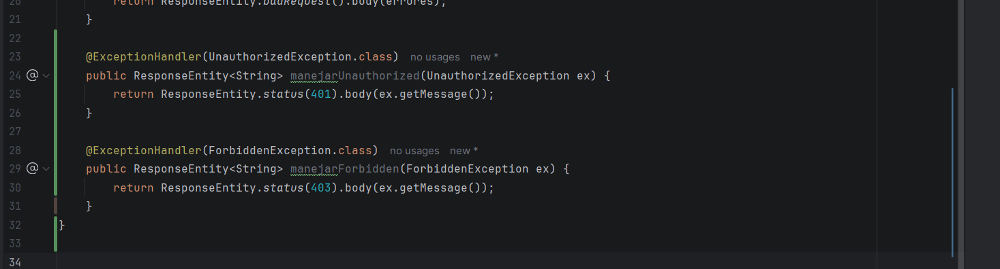 20 return ResponseEntity.badRequest().body(errores);
21 }
22
23 @ExceptionHandler(UnauthorizedException.class) no usages new *
24 @ public ResponseEntity<String> manejarUnauthorized(UnauthorizedException ex) {
25 return ResponseEntity.status(401).body(ex.getMessage());
26 }
27
28 @ExceptionHandler(ForbiddenException.class) no usages new *
29 @ public ResponseEntity<String> manejarForbidden(ForbiddenException ex) {
30 return ResponseEntity.status(403).body(ex.getMessage());
31 }
32 }
33
34